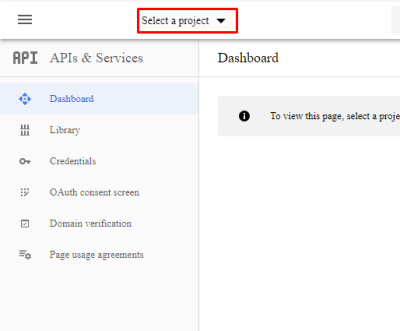 Select a project
API APIs & Services
Dashboard
Dashboard
To view this page, select a proje
Library
Credentials
OAuth consent screen
Domain verification
Page usage agreements